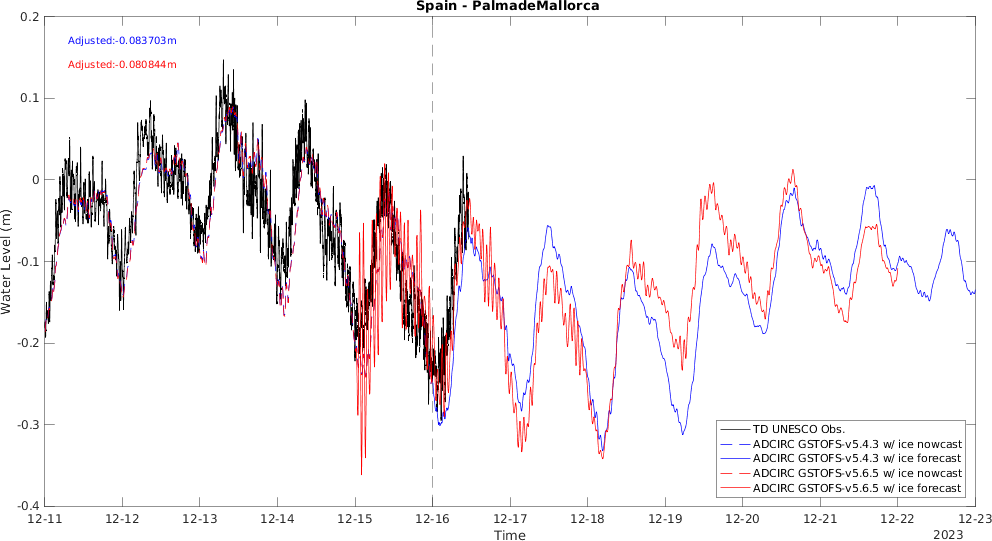 Spain - PalmadeMallorca
Adjusted:-0.083703m
Adjusted:-0.080844m
Water Level (m)
0.2
0.1
0
-0.1
-0.2
-0.3
-0.4
TD UNESCO Obs.
ADCIRC GSTOFS-v5.4.3 w/ ice nowcast
ADCIRC GSTOFS-v5.4.3 w/ ice forecast
ADCIRC GSTOFS-v5.6.5 w/ ice nowcast
ADCIRC GSTOFS-v5.6.5 w/ ice forecast
12-11 12-12 12-13 12-14 12-15 12-16 12-17 12-18 12-19 12-20 12-21 12-22 12-23
Time
2023